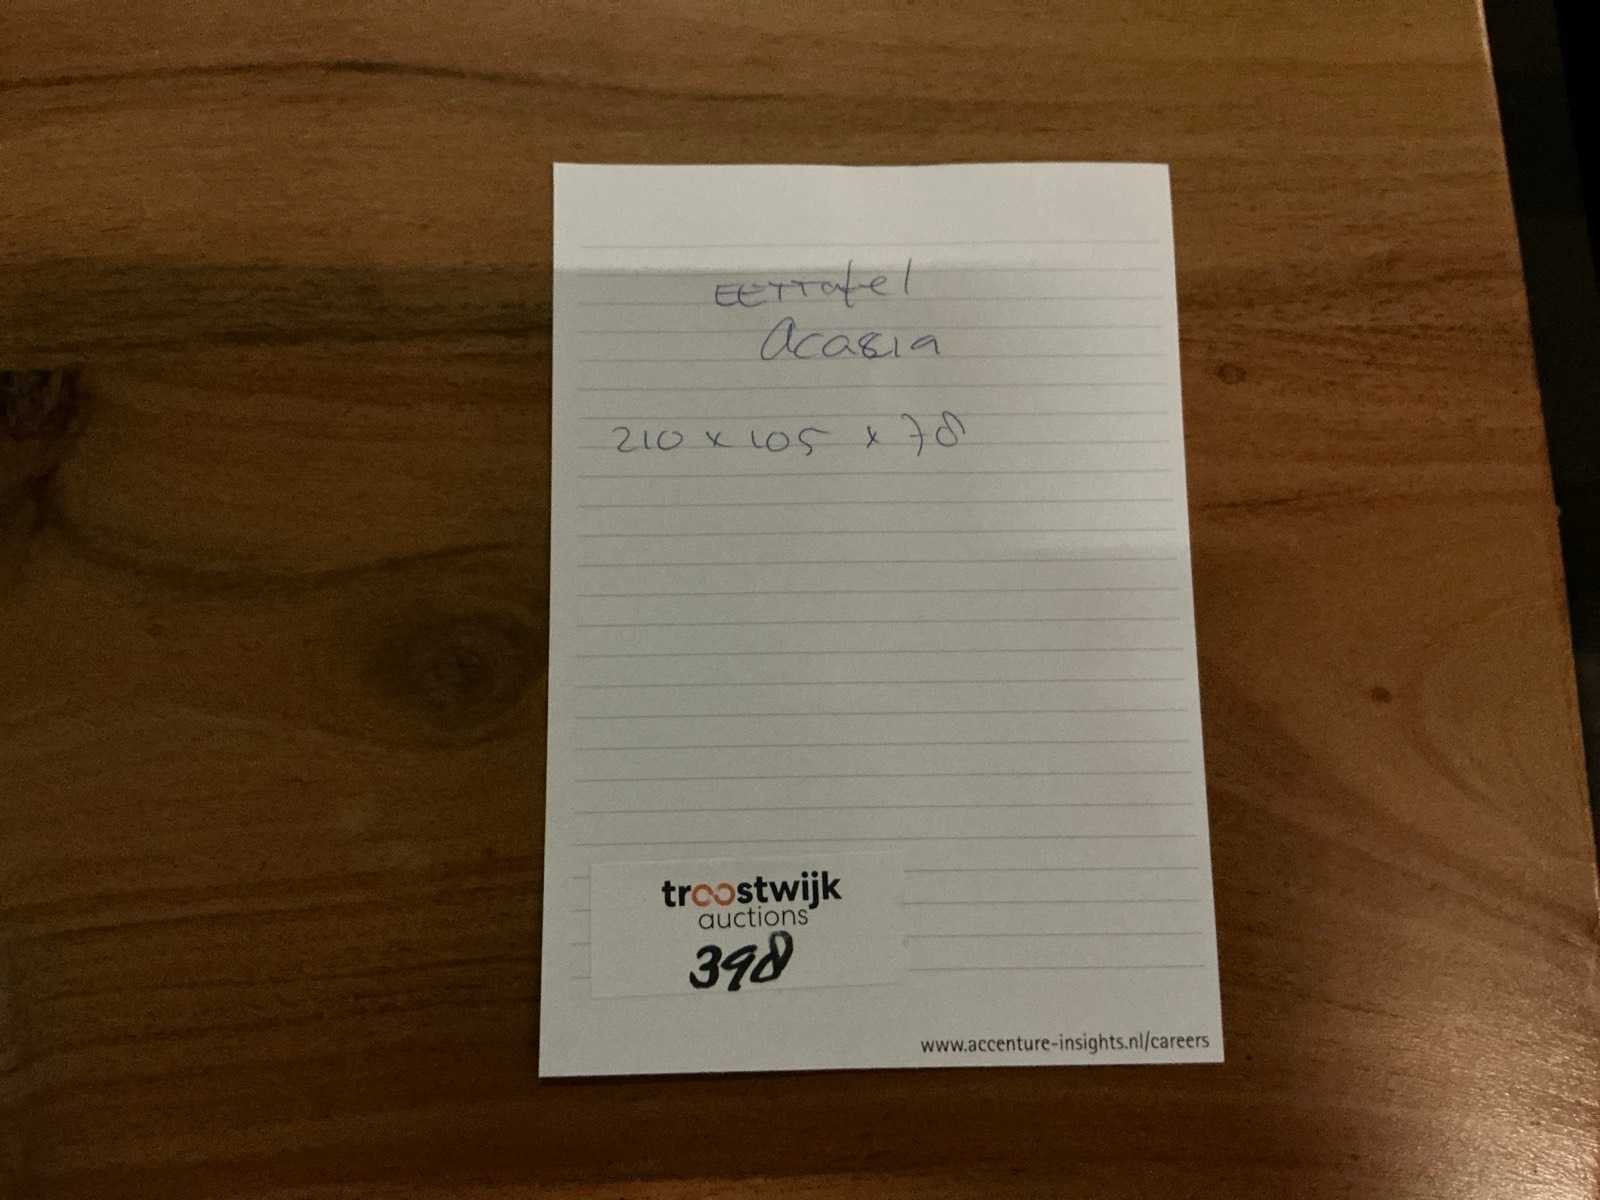 EETTafel
Acasia
210 x 105 x 78
troostwijk
auctions
398
www.accenture-insights.nl/careers